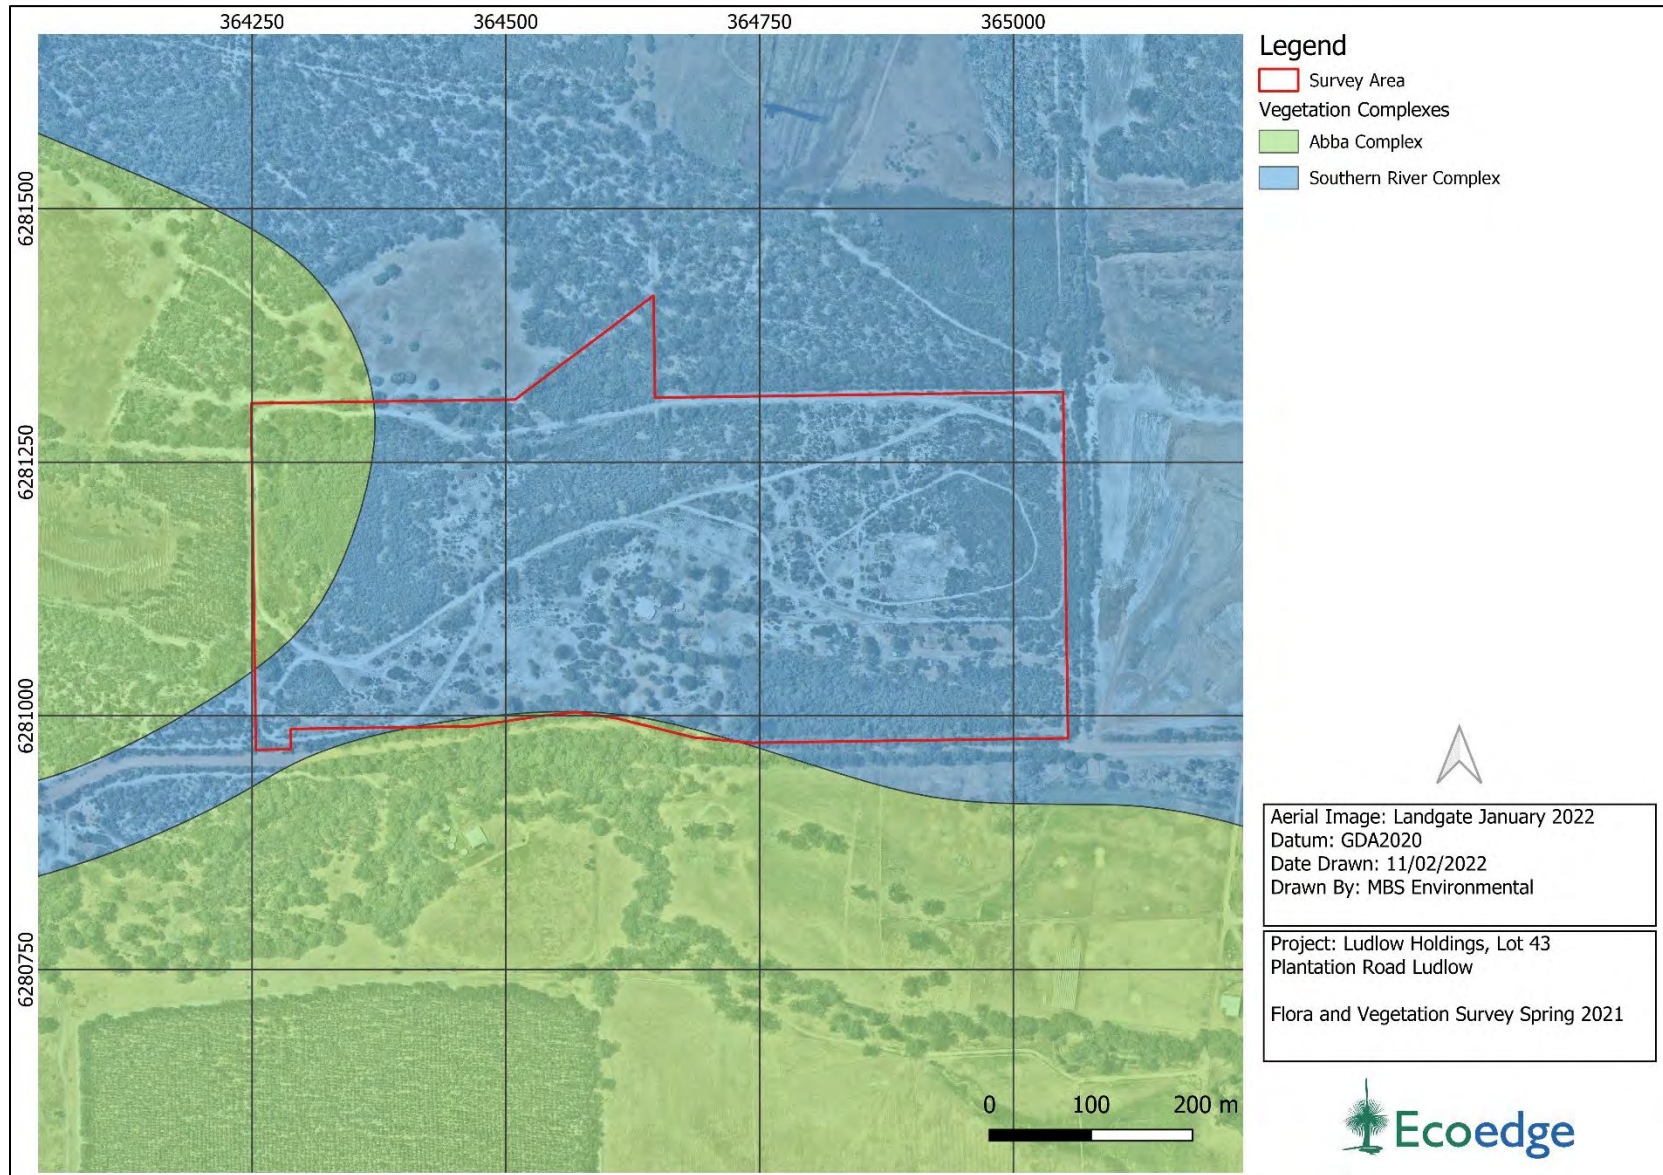 364250 364500 364750 365000
6281500
6281250
6281000
6280750
Legend
Survey Area
Vegetation Complexes
Abba Complex
Southern River Complex
Aerial Image: Landgate January 2022
Datum: GDA2020
Date Drawn: 11/02/2022
Drawn By: MBS Environmental
Project: Ludlow Holdings, Lot 43
Plantation Road Ludlow
Flora and Vegetation Survey Spring 2021
0 100 200 m
Ecoedge